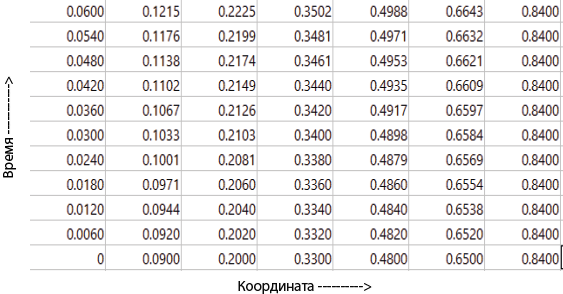 0.0600 0.1215 0.2225 0.3502 0.4988 0.6643 0.8400
0.0540 0.1176 0.2199 0.3481 0.4971 0.6632 0.8400
0.0480 0.1138 0.2174 0.3461 0.4953 0.6621 0.8400
0.0420 0.1102 0.2149 0.3440 0.4935 0.6609 0.8400
0.0360 0.1067 0.2126 0.3420 0.4917 0.6597 0.8400
0.0300 0.1033 0.2103 0.3400 0.4898 0.6584 0.8400
0.0240 0.1001 0.2081 0.3380 0.4879 0.6569 0.8400
0.0180 0.0971 0.2060 0.3360 0.4860 0.6554 0.8400
0.0120 0.0944 0.2040 0.3340 0.4840 0.6538 0.8400
0.0060 0.0920 0.2020 0.3320 0.4820 0.6520 0.8400
0 0.0900 0.2000 0.3300 0.4800 0.6500 0.8400
Время ----------->
Координата ----------->